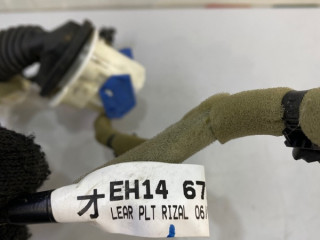 オ EH14 67
LEAR PLT RIZAL 06